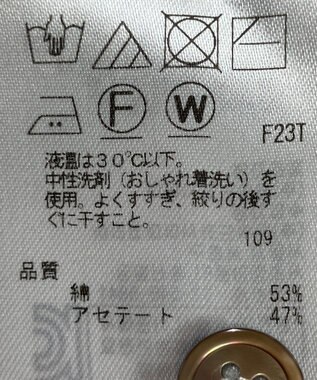 F
W
F23T
液温は30℃以下。
中性洗剤（おしゃれ着洗い）を
使用。よくすすぎ、絞りの後す
ぐに干すこと。
109
品質
綿 53%
アセテート 47%